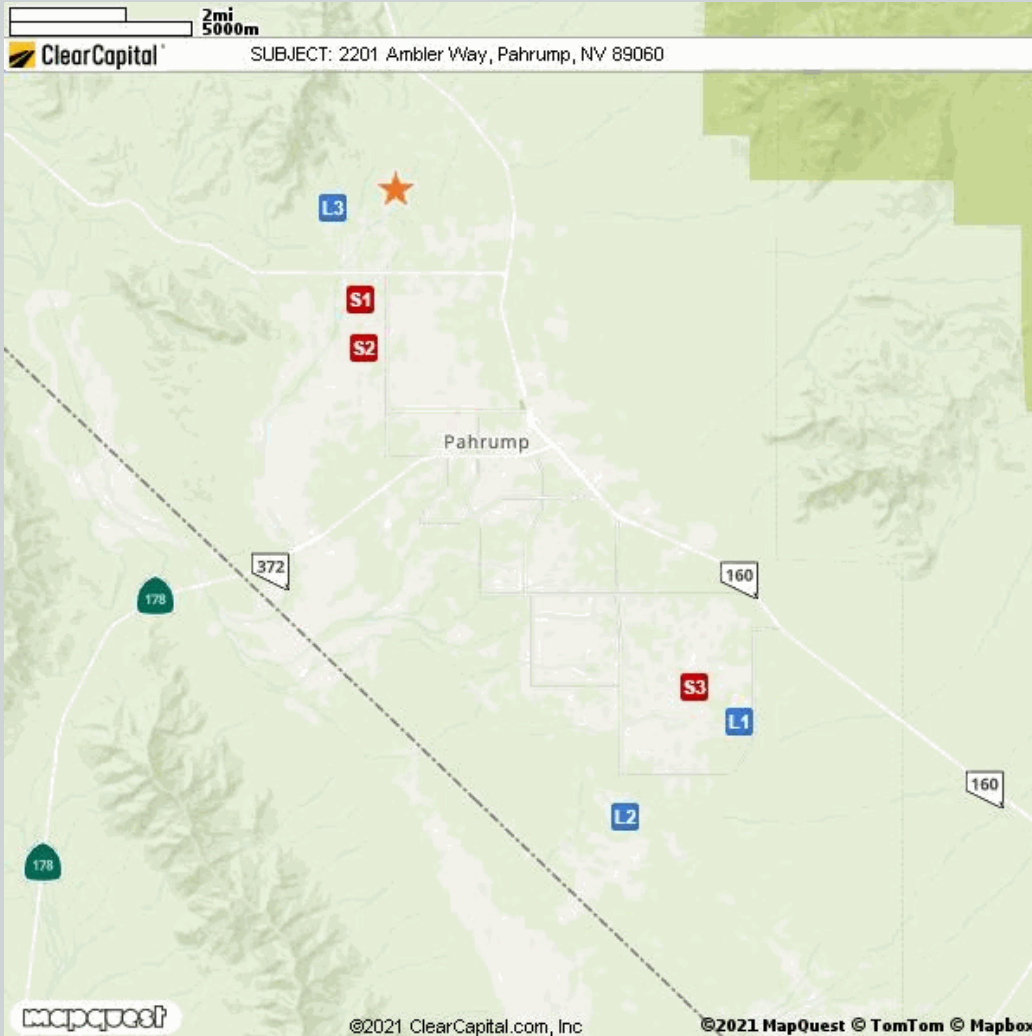 2mi
5000m
ClearCapital
SUBJECT: 2201 Ambler Way, Pahrump, NV 89060
L3
S1
S2
Pahrump
372
160
178
S3
L1
160
L2
178
mapquest
©2021 ClearCapital.com, Inc
©2021 MapQuest © TomTom © Mapbox